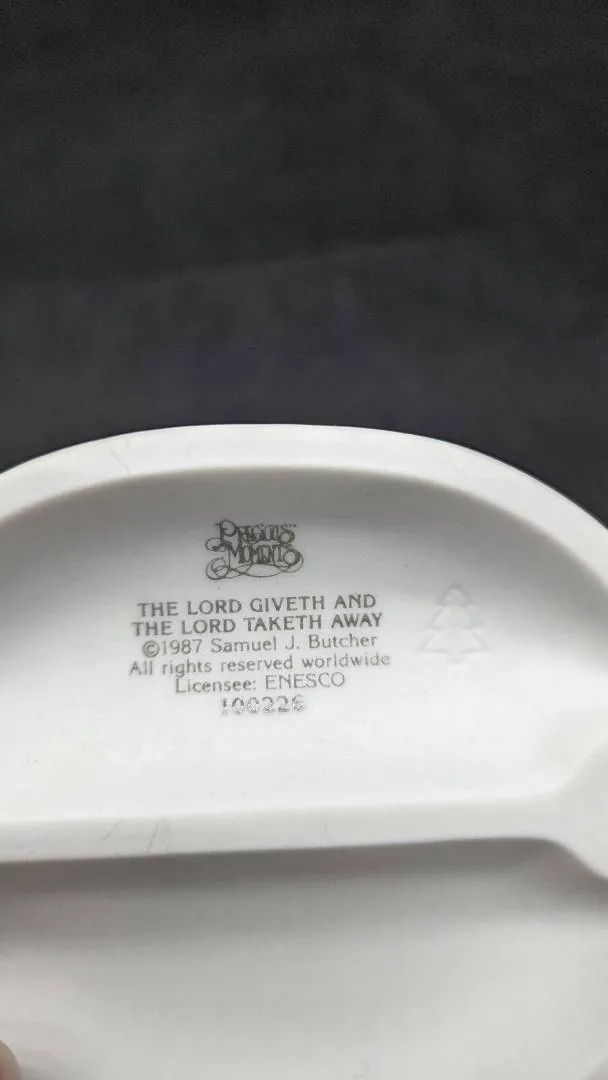 PRECIOUS
MOMENTS
THE LORD GIVETH AND
THE LORD TAKETH AWAY
©1987 Samuel J. Butcher
All rights reserved worldwide
Licensee: ENESCO
100226